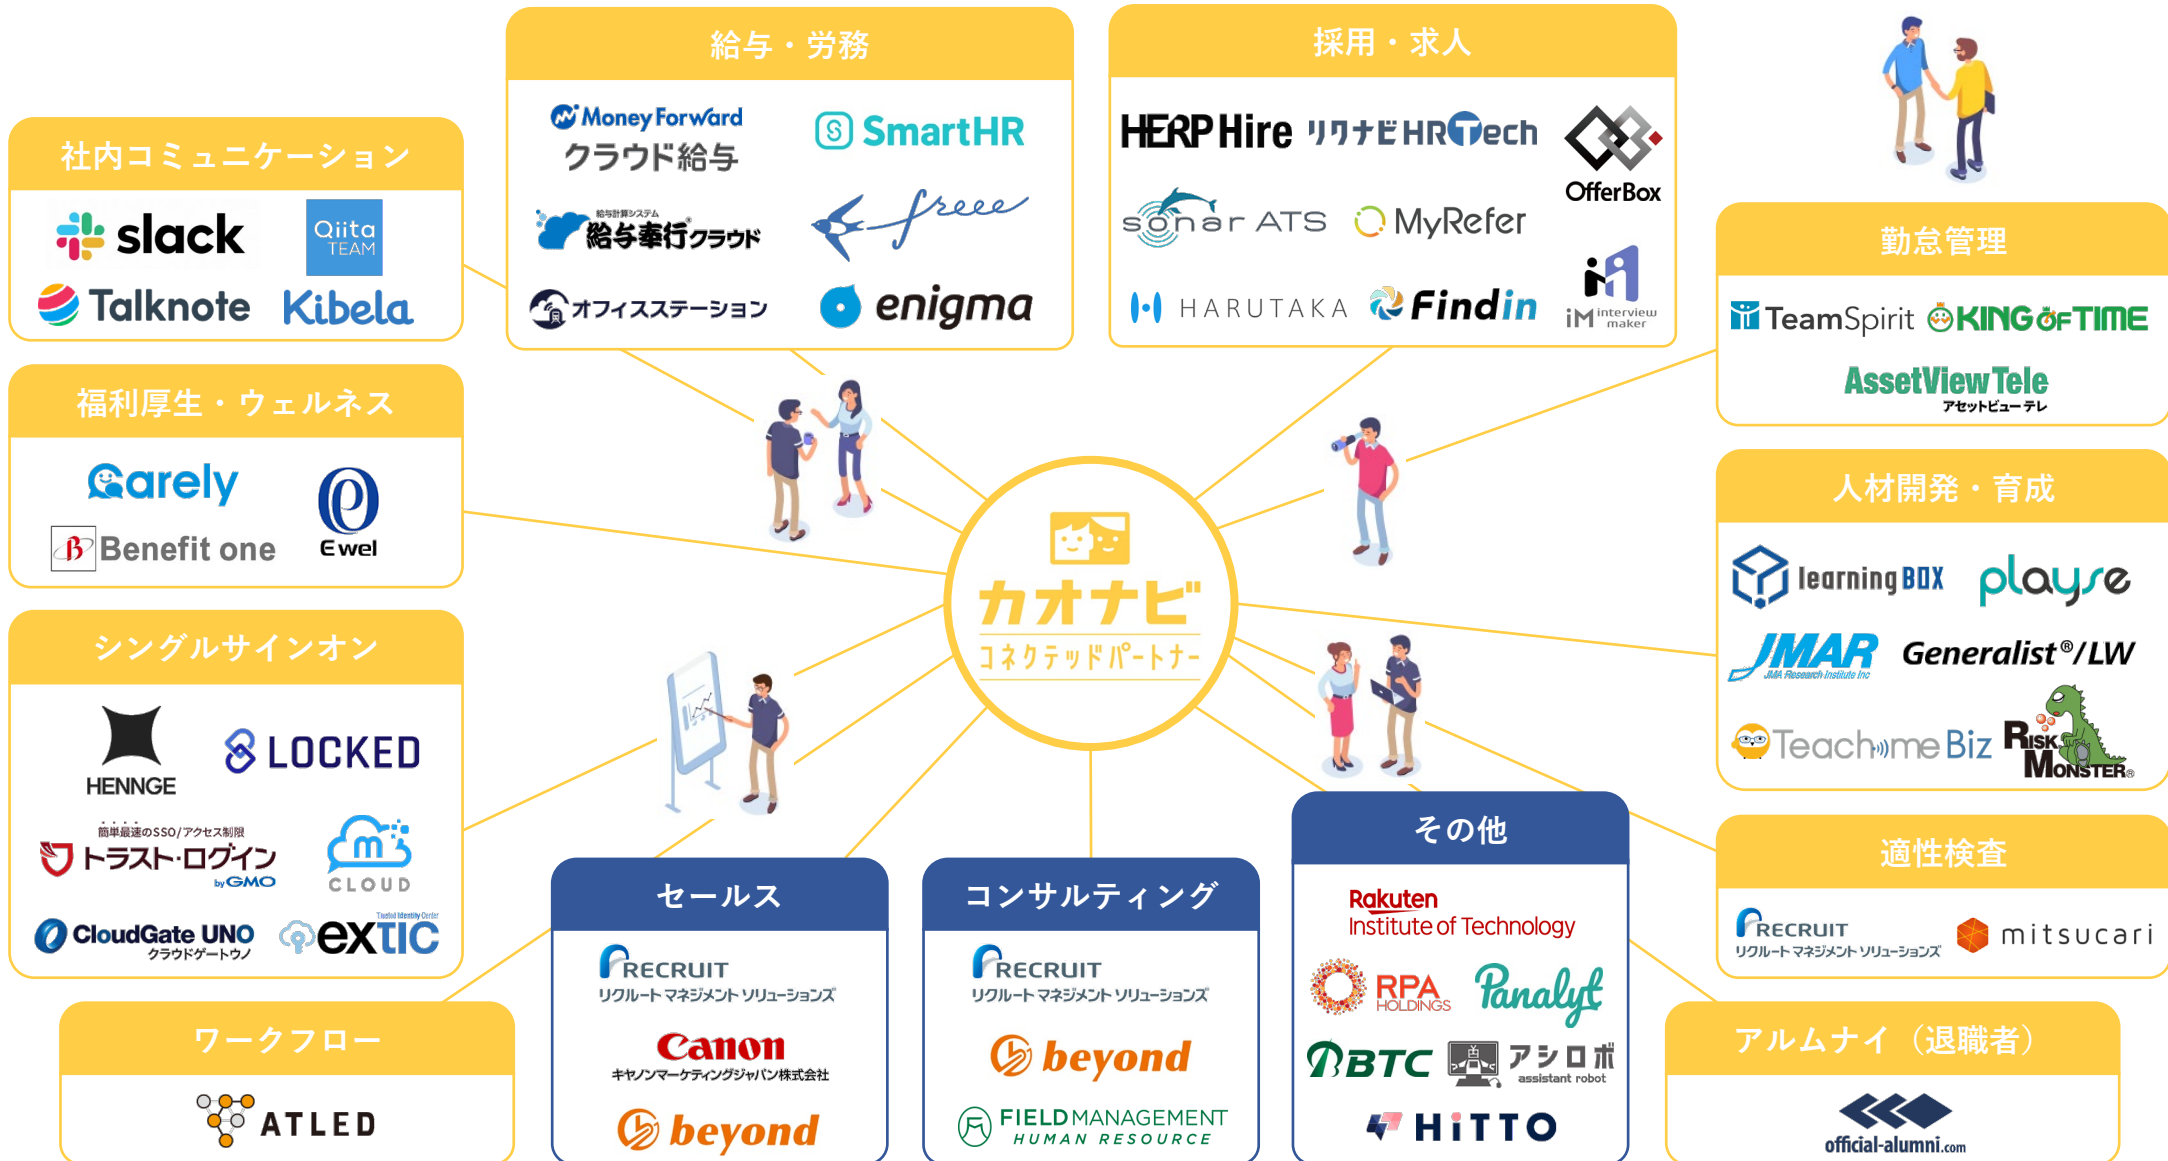 給与・労務
Money Forward
クラウド給与
SmartHR
給与計算システム
給与奉行クラウド
freee
オフィスステーション
enigma
採用・求人
HERP Hire
リクナビHRTech
OfferBox
sonar ATS
MyRefer
HARUTAKA
Findin
iM interview
maker
社内コミュニケーション
slack
Qiita
TEAM
Talknote
Kibela
勤怠管理
TeamSpirit
KING OF TIME
AssetView Tele
アセットビュー テレ
福利厚生・ウェルネス
Carely
Benefit one
Ewel
人材開発・育成
learningBOX
playse
JMAR
JMA Research Institute Inc
Generalist®/LW
Teachme Biz
RISK
MONSTER®
カオナビ
コネクテッドパートナー
シングルサインオン
HENNGE
LOCKED
簡単最速のSSO/アクセス制限
トラスト・ログイン
by GMO
m
CLOUD
CloudGate UNO
クラウドゲートウノ
Trusted Identity Center
exTIC
適性検査
RECRUIT
リクルート マネジメント ソリューションズ
mitsucari
ワークフロー
ATLED
セールス
RECRUIT
リクルート マネジメント ソリューションズ
Canon
キヤノンマーケティングジャパン株式会社
beyond
コンサルティング
RECRUIT
リクルート マネジメント ソリューションズ
beyond
FIELD MANAGEMENT
HUMAN RESOURCE
その他
Rakuten
Institute of Technology
RPA
HOLDINGS
Panalyt
BTC
アシロボ
assistant robot
HiTTO
アルムナイ（退職者）
official-alumni.com